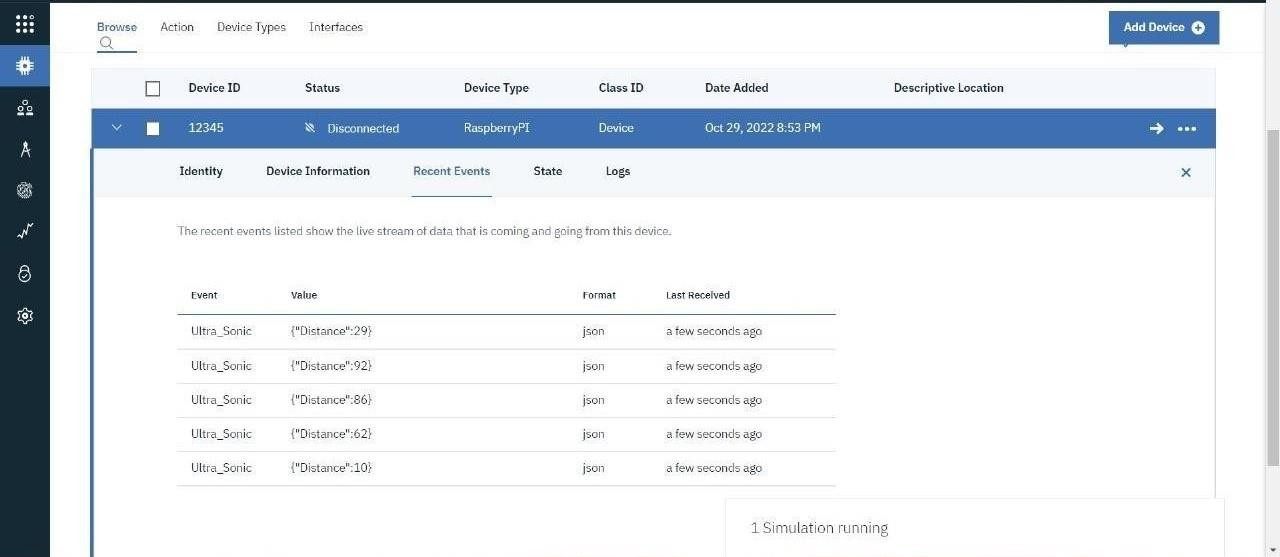 Browse Action Device Types Interfaces
Add Device
Device ID Status Device Type Class ID Date Added Descriptive Location
12345 Disconnected RaspberryPI Device Oct 29, 2022 8:53 PM
Identity Device Information Recent Events State Logs
The recent events listed show the live stream of data that is coming and going from this device.
Event Value Format Last Received
Ultra_Sonic {"Distance":29} json a few seconds ago
Ultra_Sonic {"Distance":92} json a few seconds ago
Ultra_Sonic {"Distance":86} json a few seconds ago
Ultra_Sonic {"Distance":62} json a few seconds ago
Ultra_Sonic {"Distance":10} json a few seconds ago
1 Simulation running